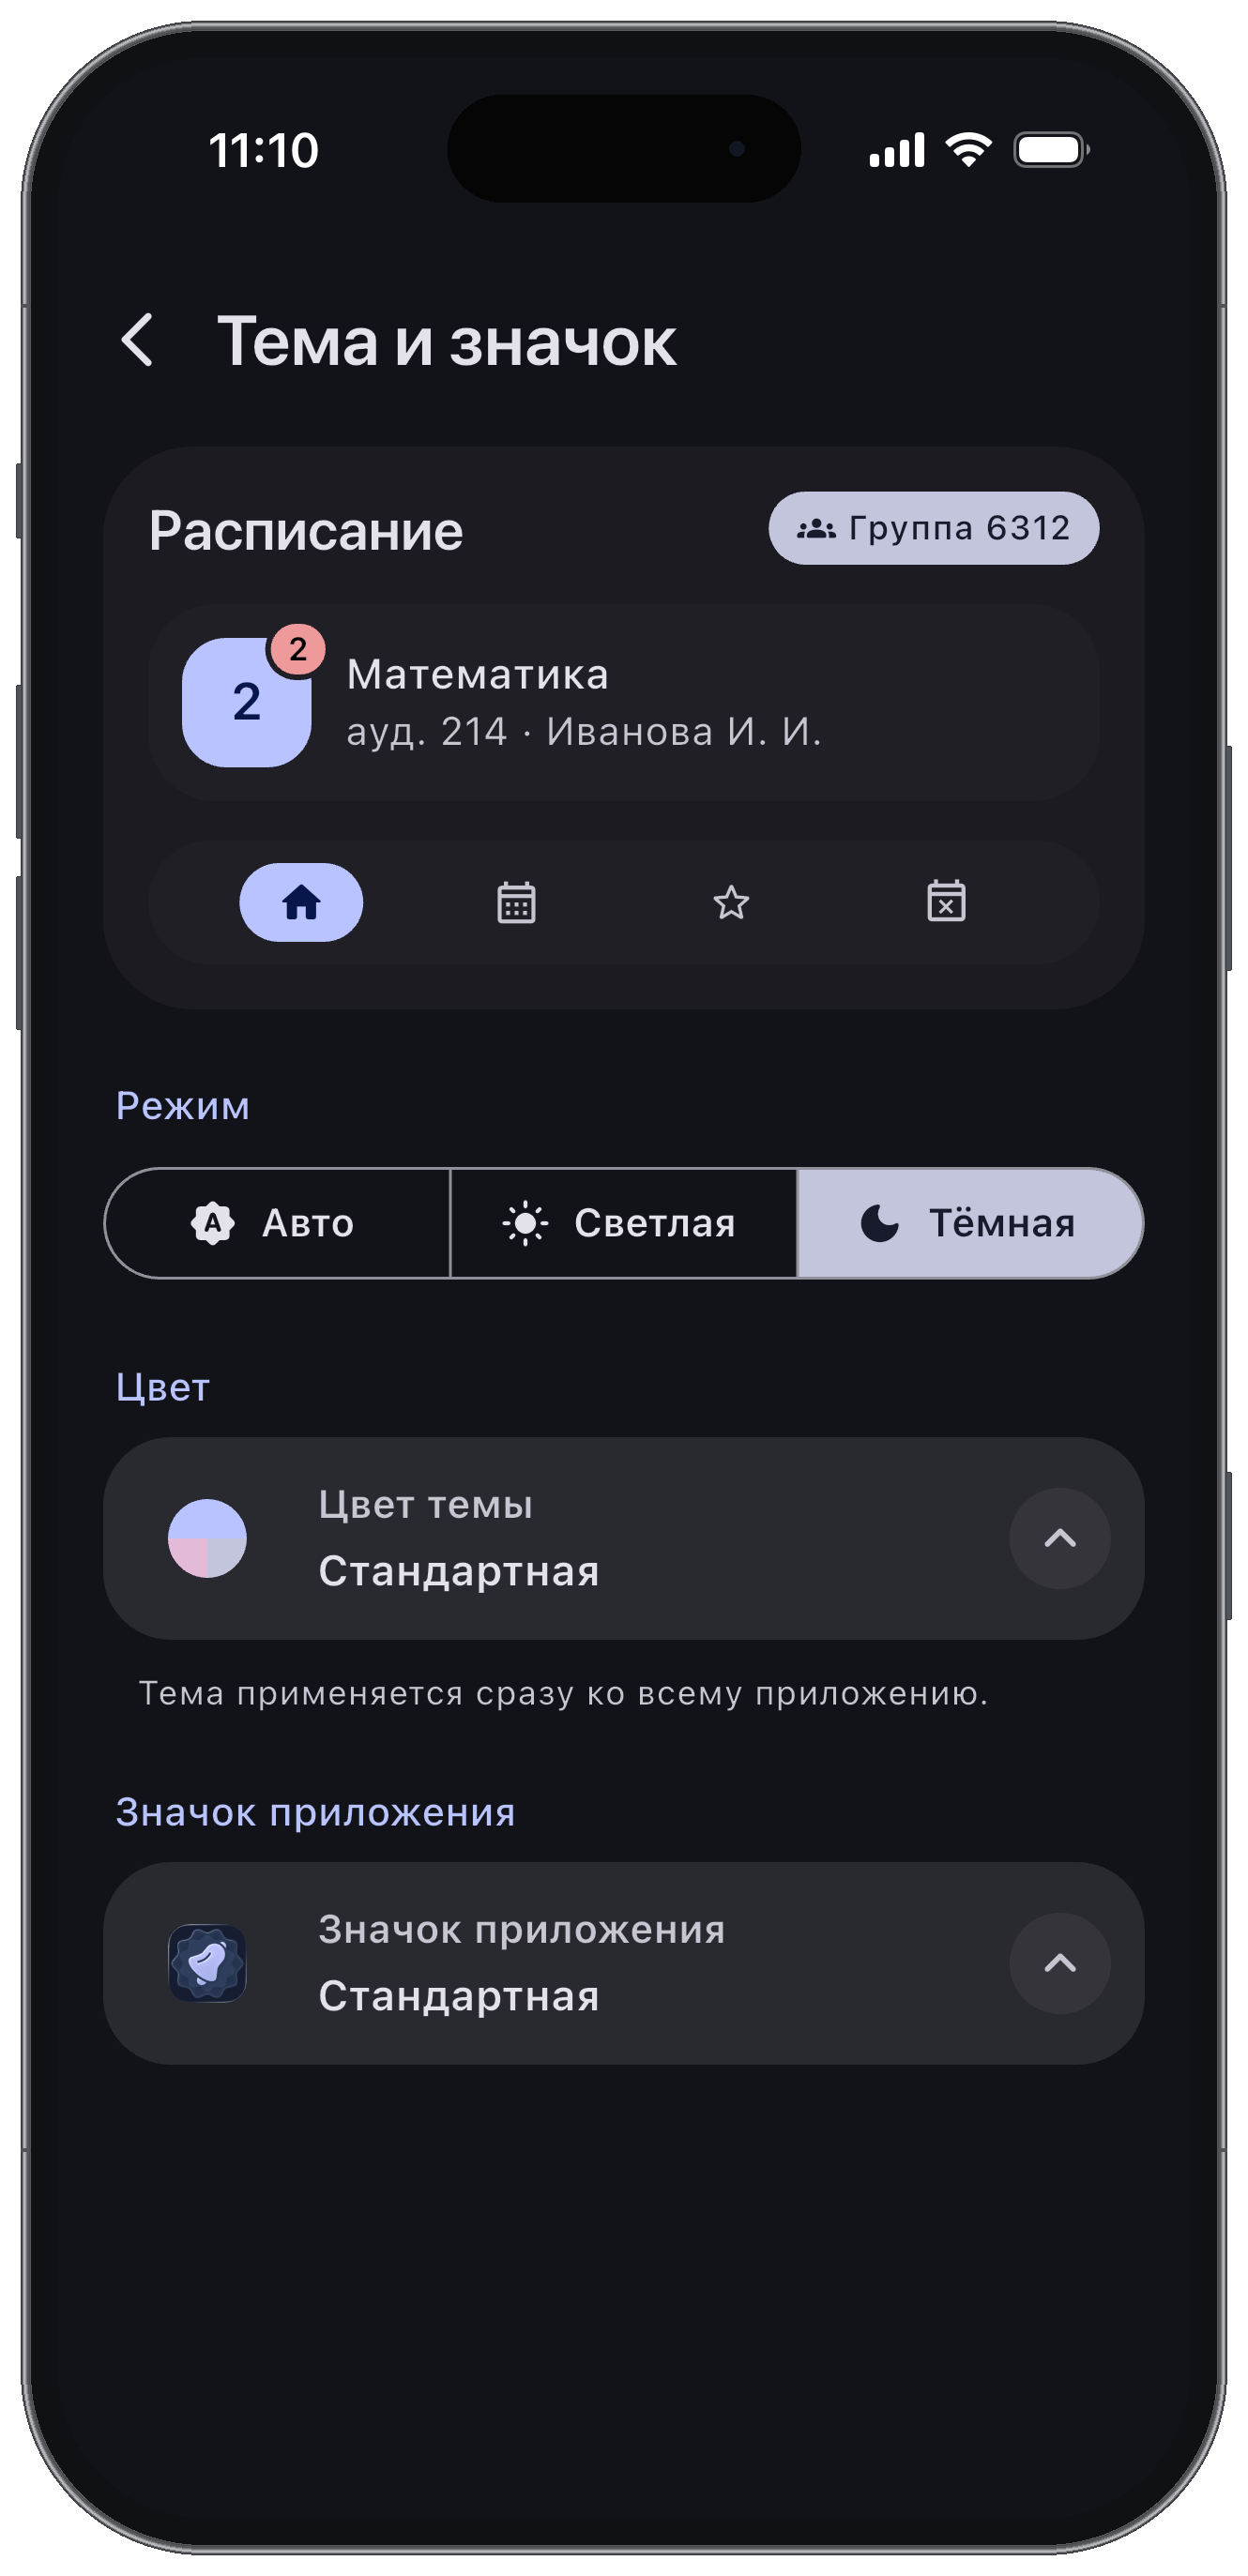 11:10
Тема и значок
Расписание
Группа 6312
2
2
Математика
ауд. 214 · Иванова И. И.
Режим
A Авто
Светлая
Тёмная
Цвет
Цвет темы
Стандартная
Тема применяется сразу ко всему приложению.
Значок приложения
Значок приложения
Стандартная